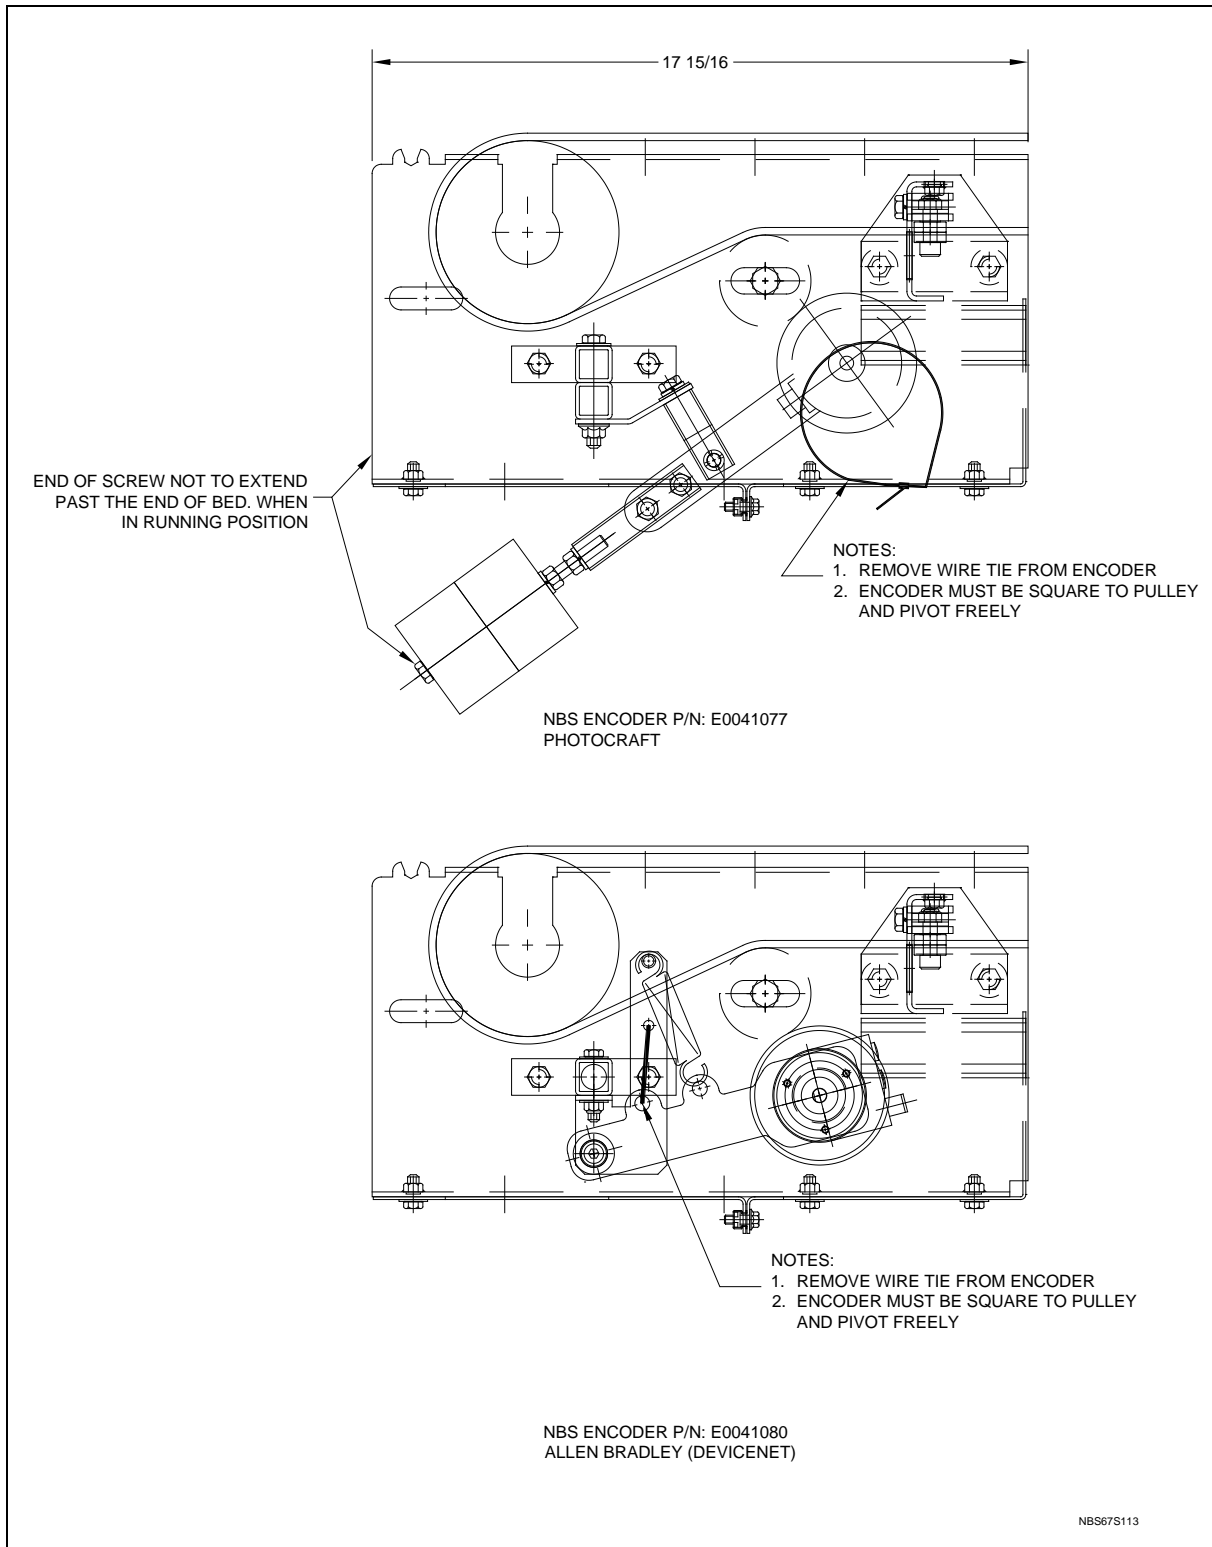 17 15/16
END OF SCREW NOT TO EXTEND
PAST THE END OF BED. WHEN
IN RUNNING POSITION
NOTES:
1. REMOVE WIRE TIE FROM ENCODER
2. ENCODER MUST BE SQUARE TO PULLEY
AND PIVOT FREELY
NBS ENCODER P/N: E0041077
PHOTOCRAFT
NOTES:
1. REMOVE WIRE TIE FROM ENCODER
2. ENCODER MUST BE SQUARE TO PULLEY
AND PIVOT FREELY
NBS ENCODER P/N: E0041080
ALLEN BRADLEY (DEVICENET)
NBS67S113